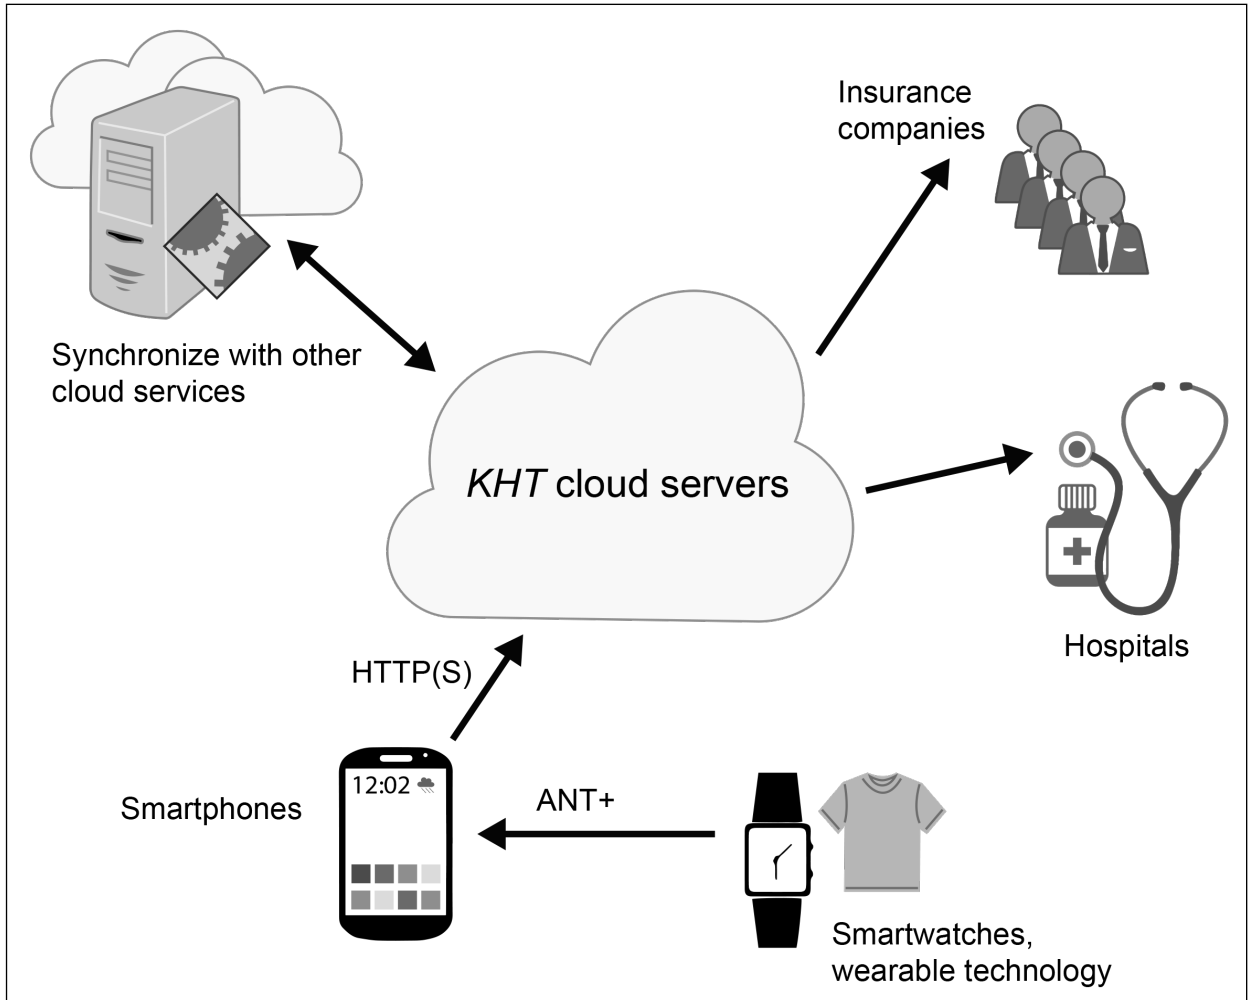 Insurance
companies
Synchronize with other
cloud services
KHT cloud servers
Hospitals
HTTP(S)
12:02
Smartphones
ANT+
Smartwatches,
wearable technology